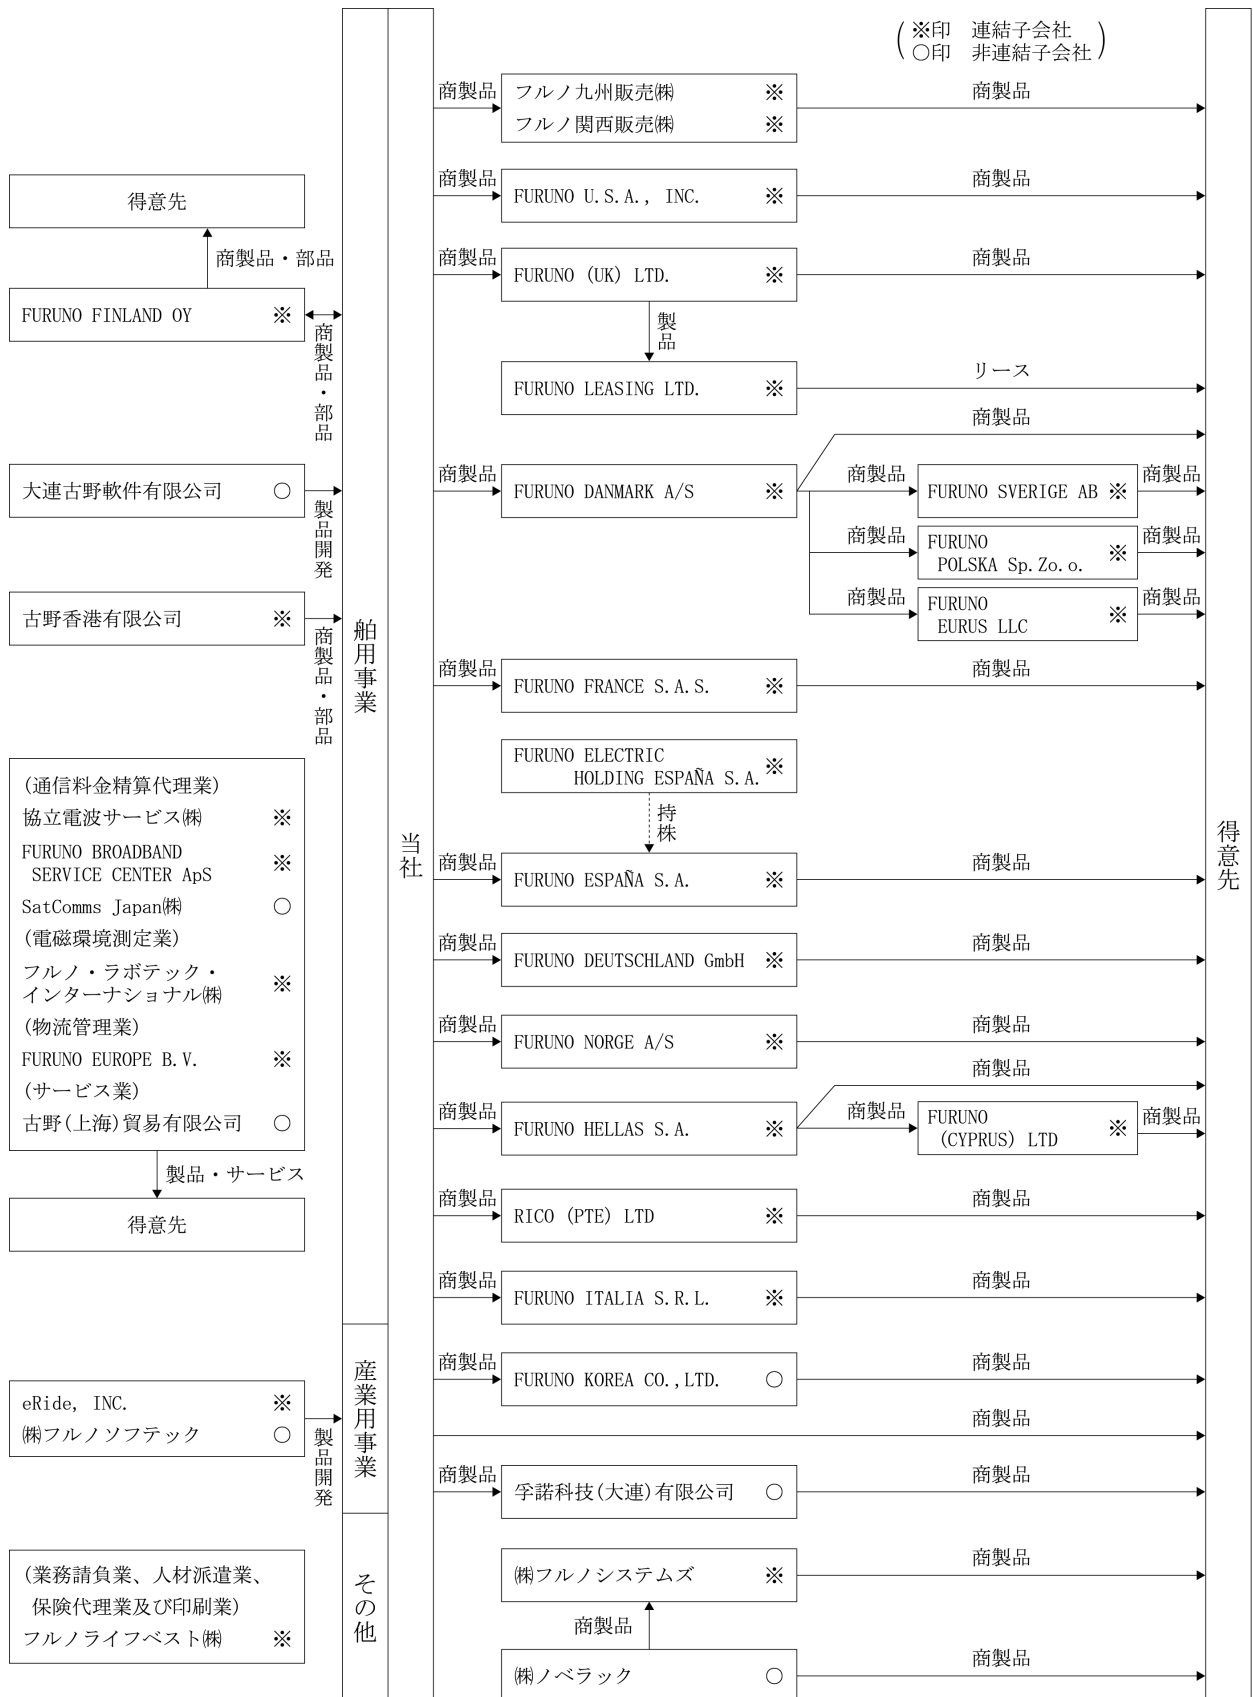 ※印　連結子会社
○印　非連結子会社
得意先
商製品・部品
FURUNO FINLAND OY ※
商製品・部品
大連古野軟件有限公司 ○
製品開発
古野香港有限公司 ※
商製品・部品
(通信料金精算代理業)
協立電波サービス㈱ ※
FURUNO BROADBAND
SERVICE CENTER ApS ※
SatComms Japan㈱ ○
(電磁環境測定業)
フルノ・ラボテック・
インターナショナル㈱ ※
(物流管理業)
FURUNO EUROPE B.V. ※
(サービス業)
古野(上海)貿易有限公司 ○
製品・サービス
得意先
eRide, INC. ※
㈱フルノソフテック ○
製品開発
(業務請負業、人材派遣業、
保険代理業及び印刷業)
フルノライフベスト㈱ ※
舶用事業
産業用事業
その他
当社
商製品
フルノ九州販売㈱ ※
フルノ関西販売㈱ ※
商製品
商製品
FURUNO U.S.A., INC. ※
商製品
商製品
FURUNO (UK) LTD. ※
商製品
製品
FURUNO LEASING LTD. ※
リース
商製品
商製品
FURUNO DANMARK A/S ※
商製品
FURUNO SVERIGE AB ※
商製品
商製品
FURUNO
POLSKA Sp.Zo.o. ※
商製品
商製品
FURUNO
EURUS LLC ※
商製品
商製品
FURUNO FRANCE S.A.S. ※
商製品
FURUNO ELECTRIC
HOLDING ESPAÑA S.A. ※
持株
商製品
FURUNO ESPAÑA S.A. ※
商製品
商製品
FURUNO DEUTSCHLAND GmbH ※
商製品
商製品
FURUNO NORGE A/S ※
商製品
商製品
商製品
FURUNO HELLAS S.A. ※
商製品
FURUNO
(CYPRUS) LTD ※
商製品
商製品
RICO (PTE) LTD ※
商製品
商製品
FURUNO ITALIA S.R.L. ※
商製品
商製品
FURUNO KOREA CO.,LTD. ○
商製品
商製品
商製品
孚諾科技(大連)有限公司 ○
商製品
㈱フルノシステムズ ※
商製品
商製品
㈱ノベラック ○
商製品
得意先